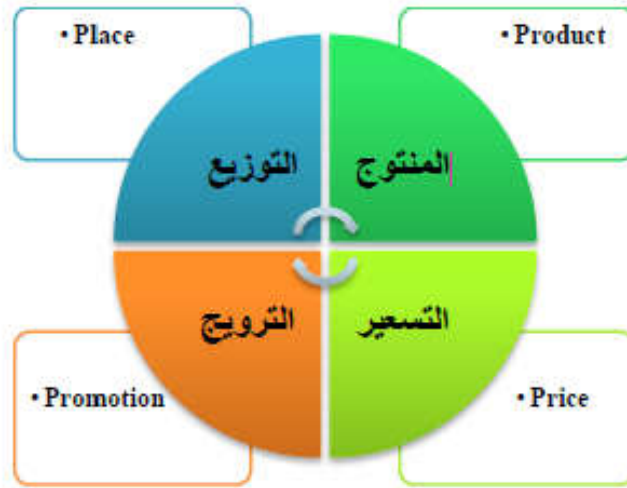 • Place
• Product
التوزيع
المنتوج
الترويج
التسعير
• Promotion
• Price